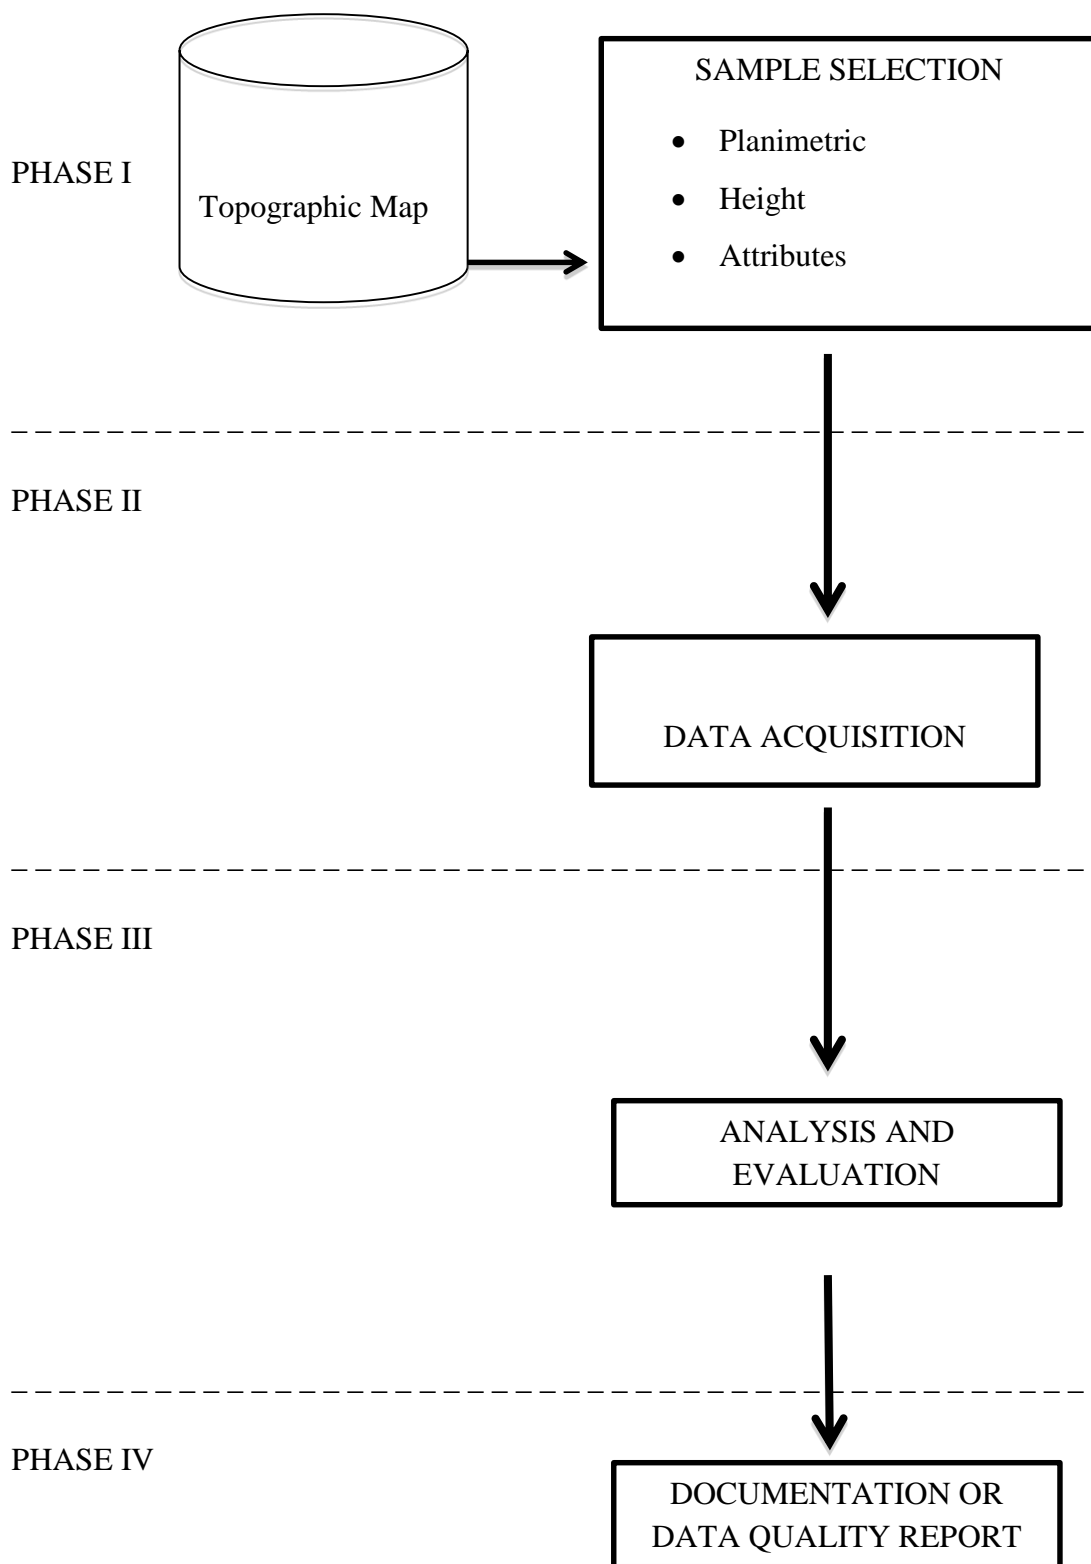 SAMPLE SELECTION
• Planimetric
PHASE I
Topographic Map
• Height
• Attributes
PHASE II
DATA ACQUISITION
PHASE III
ANALYSIS AND
EVALUATION
PHASE IV
DOCUMENTATION OR
DATA QUALITY REPORT